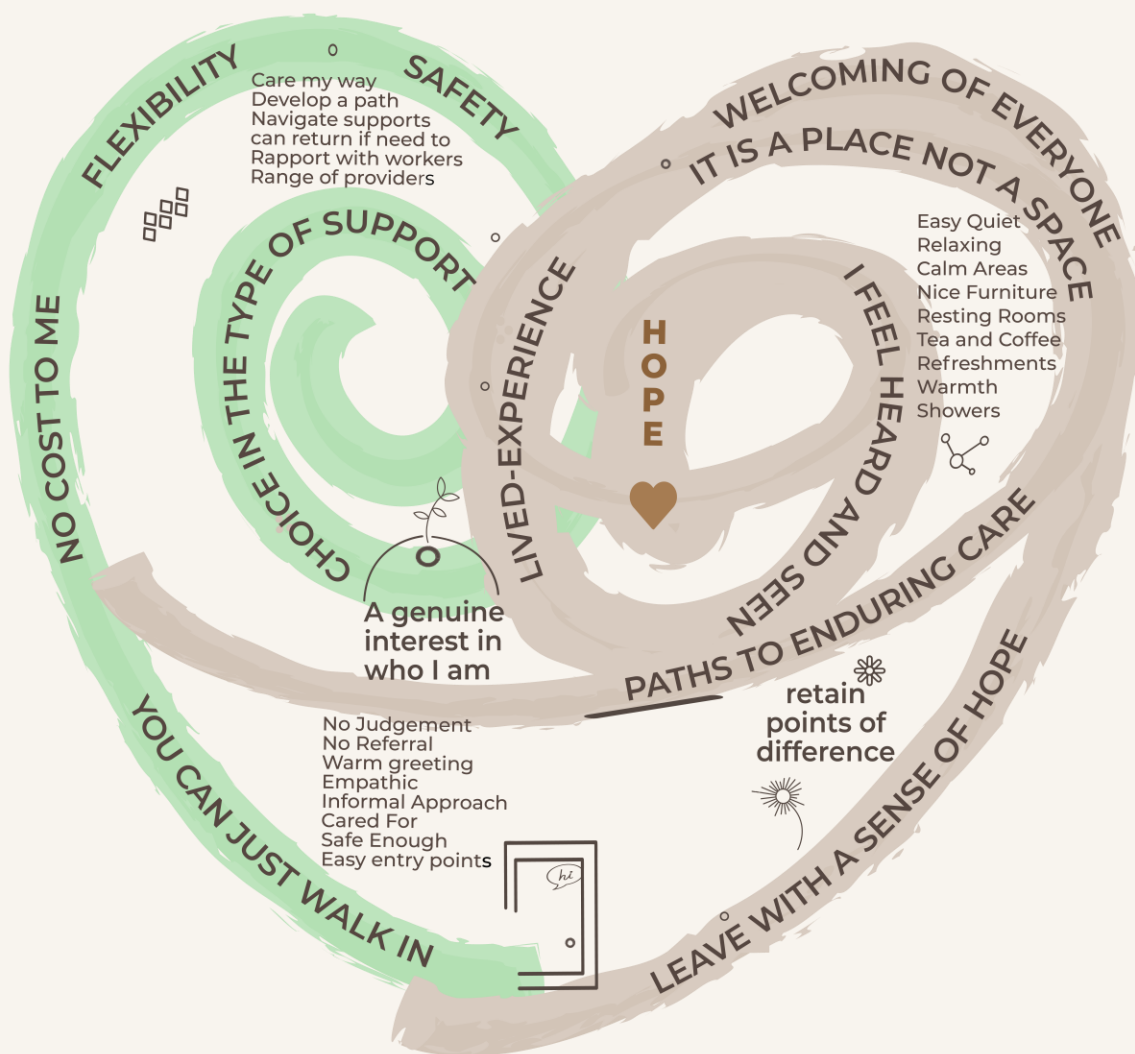 FLEXIBILITY
SAFETY
Care my way
Develop a path
Navigate supports
can return if need to
Rapport with workers
Range of providers
WELCOMING OF EVERYONE
IT IS A PLACE NOT A SPACE
Easy Quiet
Relaxing
Calm Areas
Nice Furniture
Resting Rooms
Tea and Coffee
Refreshments
Warmth
Showers
CHOICE IN THE TYPE OF SUPPORT
NO COST TO ME
LIVED-EXPERIENCE
HOPE
I FEEL HEARD AND SEEN
A genuine
interest in
who I am
PATHS TO ENDURING CARE
retain
points of
difference
No Judgement
No Referral
Warm greeting
Empathic
Informal Approach
Cared For
Safe Enough
Easy entry points
hi
YOU CAN JUST WALK IN
LEAVE WITH A SENSE OF HOPE